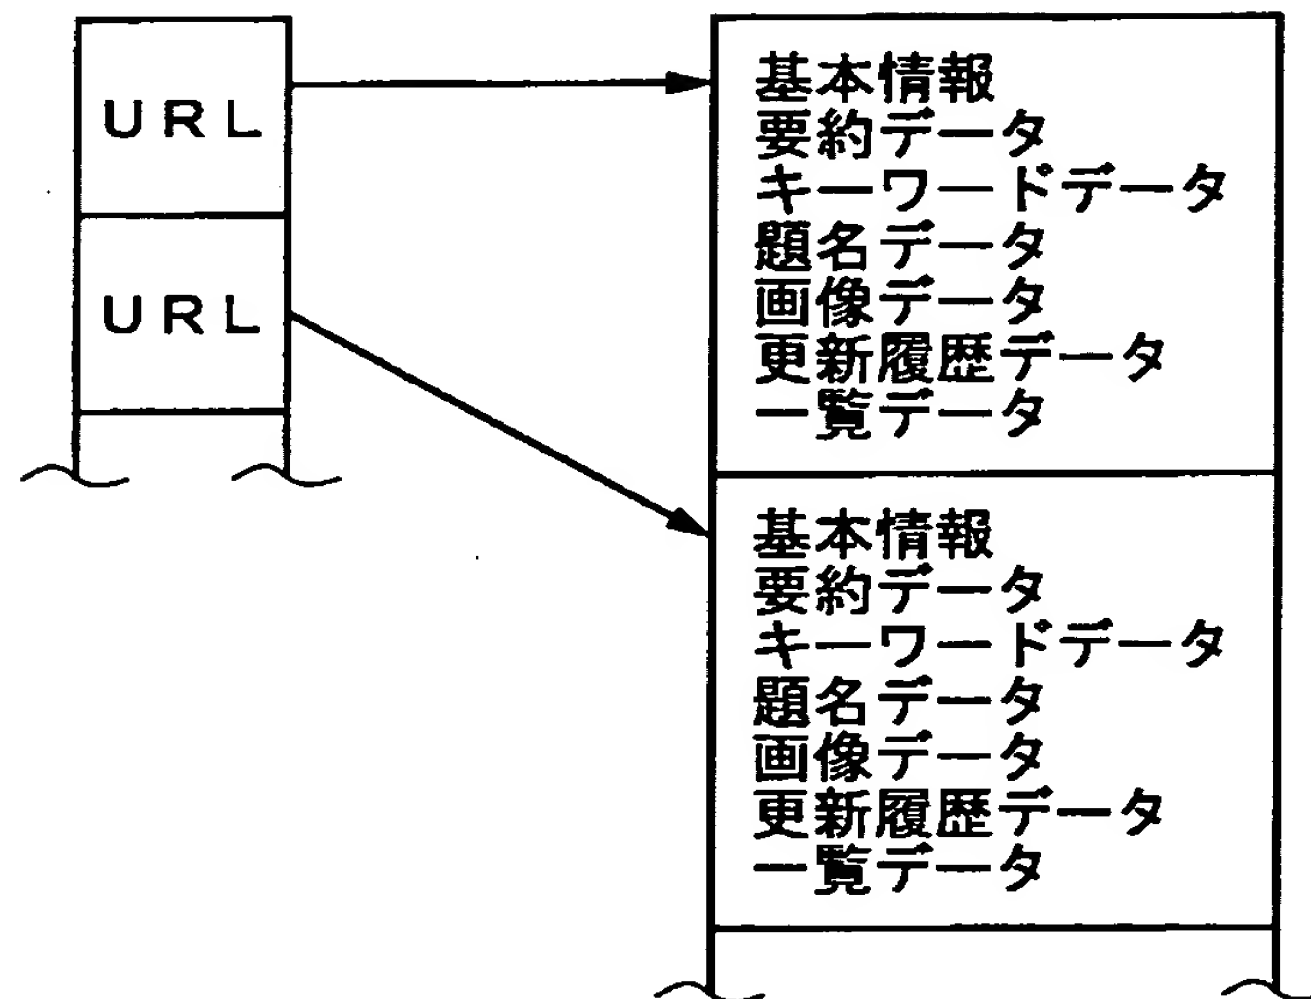 URL
URL
基本情報
要約データ
キーワードデータ
題名データ
画像データ
更新履歴データ
一覧データ
基本情報
要約データ
キーワードデータ
題名データ
画像データ
更新履歴データ
一覧データ